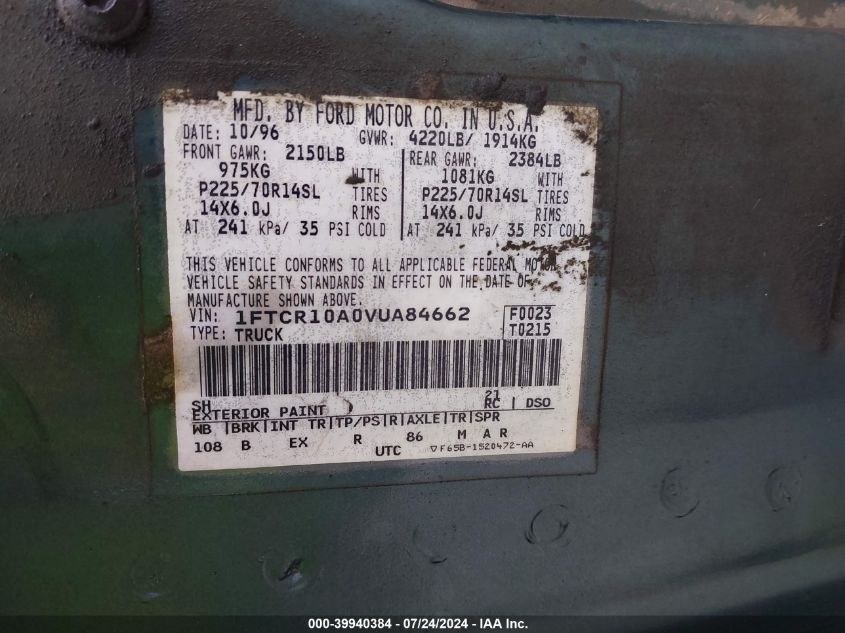 MFD. BY FORD MOTOR CO. IN U.S.A.
DATE: 10/96 GVWR: 4220LB/ 1914KG
FRONT GAWR: 2150LB REAR GAWR: 2384LB
975KG WITH 1081KG WITH
P225/70R14SL TIRES P225/70R14SL TIRES
14X6.0J RIMS 14X6.0J RIMS
AT 241 kPa/ 35 PSI COLD AT 241 kPa/ 35 PSI COLD
THIS VEHICLE CONFORMS TO ALL APPLICABLE FEDERAL MOTOR
VEHICLE SAFETY STANDARDS IN EFFECT ON THE DATE OF
MANUFACTURE SHOWN ABOVE.
VIN: 1FTCR10A0VUA84662 F0023
TYPE: TRUCK T0215
SH 21
EXTERIOR PAINT RC | DSO
WB |BRK|INT TR|TP/PS|R|AXLE|TR|SPR
108 B EX R 86 M A R
UTC ▽F65B-1520472-AA
000-39940384 / 07/24/2024 - IAAI.com